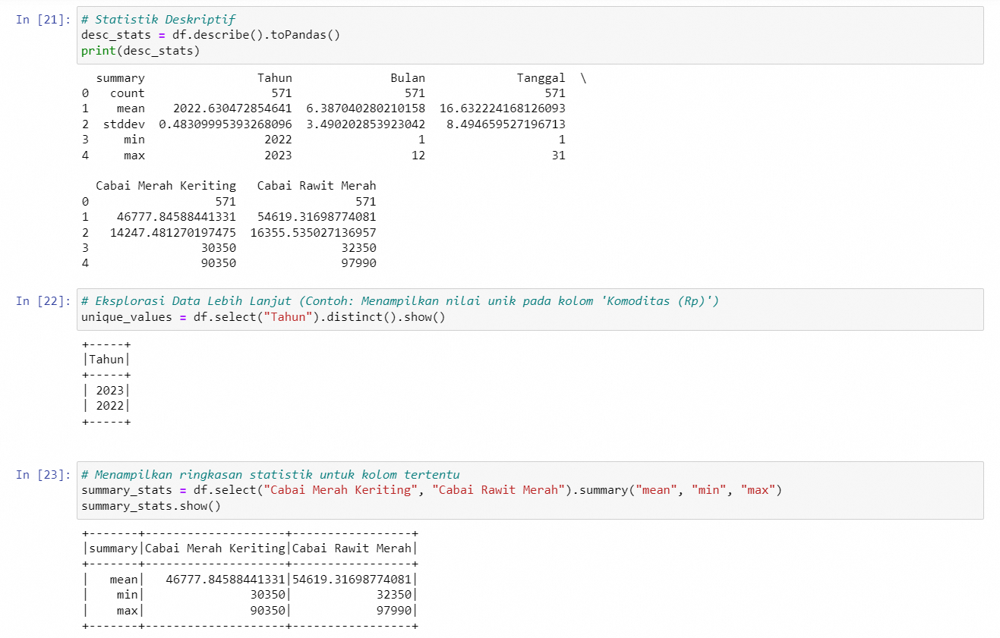 In [21]: # Statistik Deskriptif
desc_stats = df.describe().toPandas()
print(desc_stats)
  summary                Tahun              Bulan             Tanggal  \
0   count                  571                571                 571
1    mean    2022.630472854641  6.387040280210158  16.632224168126093
2  stddev  0.48309995393268096  3.490202853923042   8.494659527196713
3     min                 2022                  1                   1
4     max                 2023                 12                  31
  Cabai Merah Keriting   Cabai Rawit Merah
0                  571                 571
1    46777.84588441331   54619.31698774081
2   14247.481270197475  16355.535027136957
3                30350               32350
4                90350               97990
In [22]: # Eksplorasi Data Lebih Lanjut (Contoh: Menampilkan nilai unik pada kolom 'Komoditas (Rp)')
unique_values = df.select("Tahun").distinct().show()
+-----+
|Tahun|
+-----+
| 2023|
| 2022|
+-----+
In [23]: # Menampilkan ringkasan statistik untuk kolom tertentu
summary_stats = df.select("Cabai Merah Keriting", "Cabai Rawit Merah").summary("mean", "min", "max")
summary_stats.show()
+-------+--------------------+-----------------+
|summary|Cabai Merah Keriting|Cabai Rawit Merah|
+-------+--------------------+-----------------+
|   mean|   46777.84588441331|54619.31698774081|
|    min|               30350|            32350|
|    max|               90350|            97990|
+-------+--------------------+-----------------+